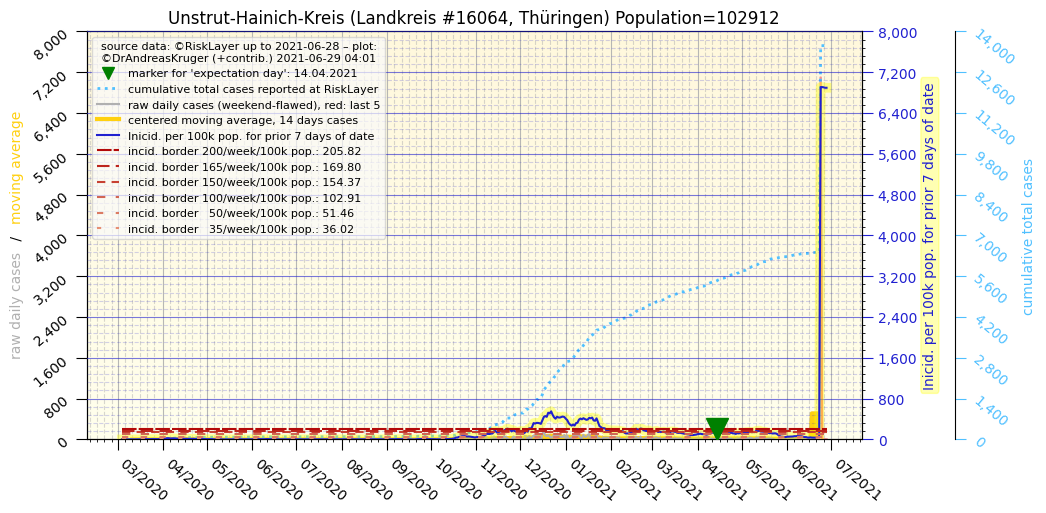 Unstrut-Hainich-Kreis (Landkreis #16064, Thüringen) Population=102912
source data: ©RiskLayer up to 2021-06-28 – plot:
©DrAndreasKruger (+contrib.) 2021-06-29 04:01
marker for 'expectation day': 14.04.2021
cumulative total cases reported at RiskLayer
raw daily cases (weekend-flawed), red: last 5
centered moving average, 14 days cases
Inicid. per 100k pop. for prior 7 days of date
incid. border 200/week/100k pop.: 205.82
incid. border 165/week/100k pop.: 169.80
incid. border 150/week/100k pop.: 154.37
incid. border 100/week/100k pop.: 102.91
incid. border   50/week/100k pop.: 51.46
incid. border   35/week/100k pop.: 36.02
raw daily cases / moving average
8,000
7,200
6,400
5,600
4,800
4,000
3,200
2,400
1,600
800
0
03/2020
04/2020
05/2020
06/2020
07/2020
08/2020
09/2020
10/2020
11/2020
12/2020
01/2021
02/2021
03/2021
04/2021
05/2021
06/2021
07/2021
8,000
7,200
6,400
5,600
4,800
4,000
3,200
2,400
1,600
800
0
Inicid. per 100k pop. for prior 7 days of date
14,000
12,600
11,200
9,800
8,400
7,000
5,600
4,200
2,800
1,400
0
cumulative total cases